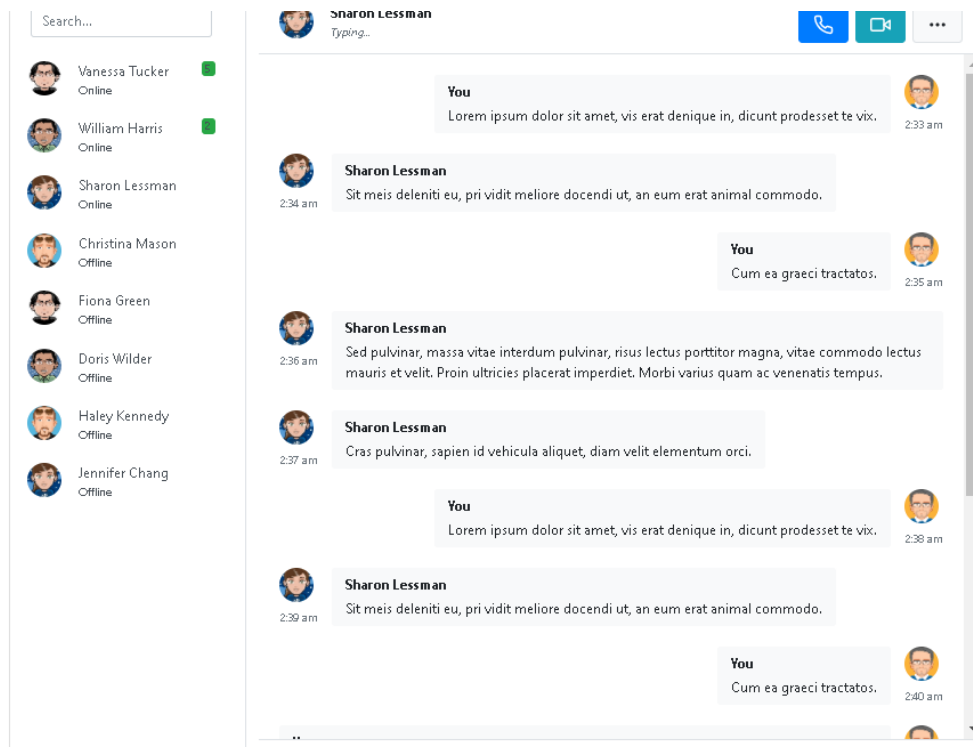 Search...
Vanessa Tucker
5
Online
William Harris
2
Online
Sharon Lessman
Online
Christina Mason
Offline
Fiona Green
Offline
Doris Wilder
Offline
Haley Kennedy
Offline
Jennifer Chang
Offline
Sharon Lessman
Typing...
You
Lorem ipsum dolor sit amet, vis erat denique in, dicunt prodesset te vix.
2:33 am
Sharon Lessman
Sit meis deleniti eu, pri vidit meliore docendi ut, an eum erat animal commodo.
2:34 am
You
Cum ea graeci tractatos.
2:35 am
Sharon Lessman
Sed pulvinar, massa vitae interdum pulvinar, risus lectus porttitor magna, vitae commodo lectus
mauris et velit. Proin ultricies placerat imperdiet. Morbi varius quam ac venenatis tempus.
2:36 am
Sharon Lessman
Cras pulvinar, sapien id vehicula aliquet, diam velit elementum orci.
2:37 am
You
Lorem ipsum dolor sit amet, vis erat denique in, dicunt prodesset te vix.
2:38 am
Sharon Lessman
Sit meis deleniti eu, pri vidit meliore docendi ut, an eum erat animal commodo.
2:39 am
You
Cum ea graeci tractatos.
2:40 am